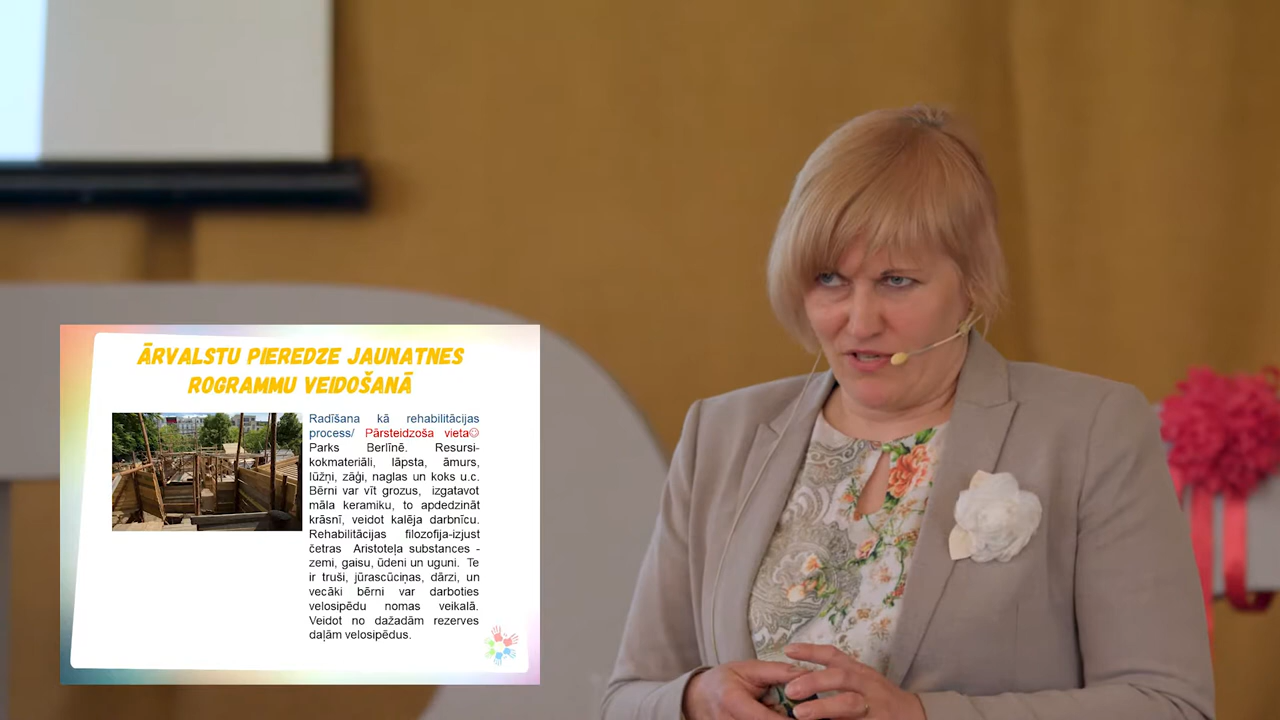 ĀRVALSTU PIEREDZE JAUNATNES
ROGRAMMU VEIDOŠANĀ
Radīšana kā rehabilitācijas
process/ Pārsteidzoša vieta☺
Parks Berlīnē. Resursi-
kokmateriāli, lāpsta, āmurs,
lūžņi, zāģi, naglas un koks u.c.
Bērni var vīt grozus, izgatavot
māla keramiku, to apdedzināt
krāsnī, veidot kalēja darbnīcu.
Rehabilitācijas filozofija-izjust
četras Aristoteļa substances -
zemi, gaisu, ūdeni un uguni. Te
ir truši, jūrascūciņas, dārzi, un
vecāki bērni var darboties
velosipēdu nomas veikalā.
Veidot no dažadām rezerves
daļām velosipēdus.